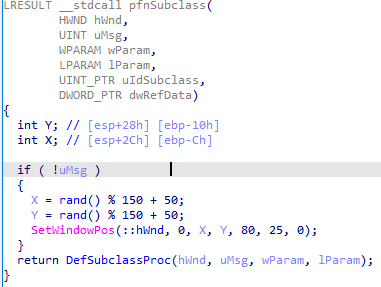 LRESULT __stdcall pfnSubclass(
        HWND hWnd,
        UINT uMsg,
        WPARAM wParam,
        LPARAM lParam,
        UINT_PTR uIdSubclass,
        DWORD_PTR dwRefData)
{
  int Y; // [esp+28h] [ebp-10h]
  int X; // [esp+2Ch] [ebp-Ch]
  if ( !uMsg )
  {
    X = rand() % 150 + 50;
    Y = rand() % 150 + 50;
    SetWindowPos(::hWnd, 0, X, Y, 80, 25, 0);
  }
  return DefSubclassProc(hWnd, uMsg, wParam, lParam);
}